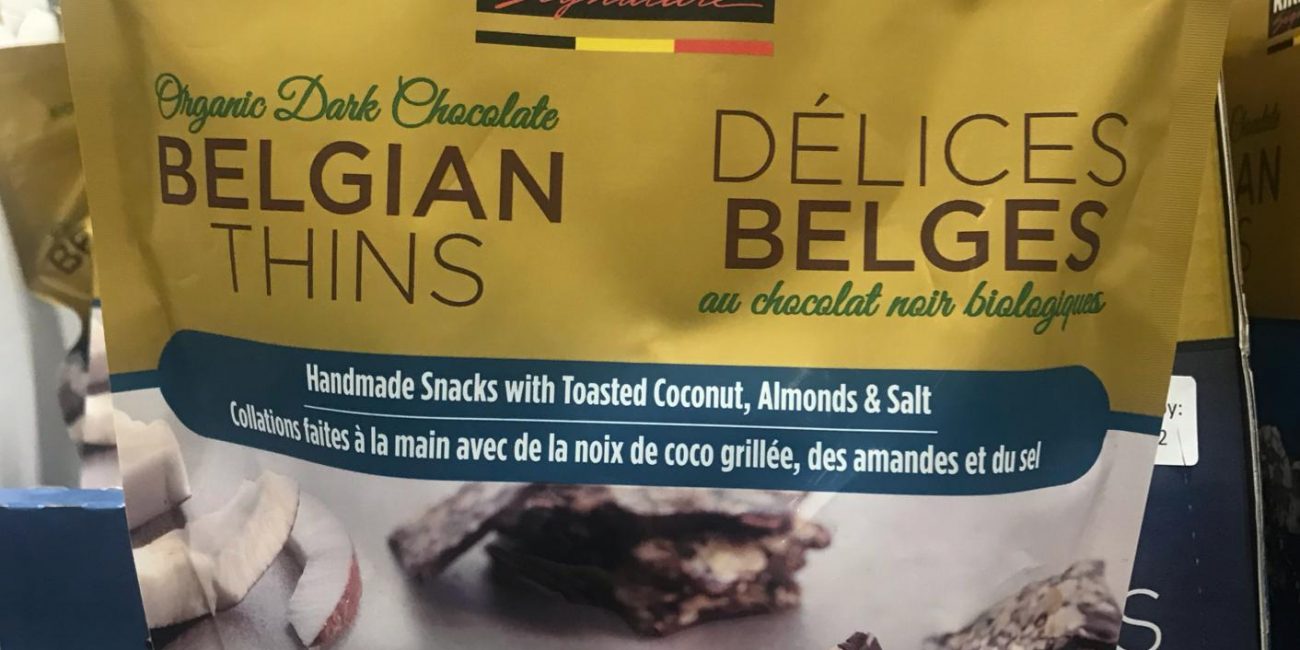 Signature
Organic Dark Chocolate
BELGIAN
THINS
DÉLICES
BELGES
au chocolat noir biologiques
Handmade Snacks with Toasted Coconut, Almonds & Salt
Collations faites à la main avec de la noix de coco grillée, des amandes et du sel